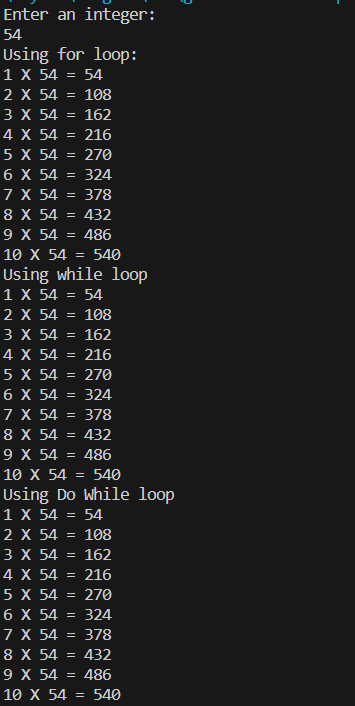 Enter an integer:
54
Using for loop:
1 X 54 = 54
2 X 54 = 108
3 X 54 = 162
4 X 54 = 216
5 X 54 = 270
6 X 54 = 324
7 X 54 = 378
8 X 54 = 432
9 X 54 = 486
10 X 54 = 540
Using while loop
1 X 54 = 54
2 X 54 = 108
3 X 54 = 162
4 X 54 = 216
5 X 54 = 270
6 X 54 = 324
7 X 54 = 378
8 X 54 = 432
9 X 54 = 486
10 X 54 = 540
Using Do While loop
1 X 54 = 54
2 X 54 = 108
3 X 54 = 162
4 X 54 = 216
5 X 54 = 270
6 X 54 = 324
7 X 54 = 378
8 X 54 = 432
9 X 54 = 486
10 X 54 = 540